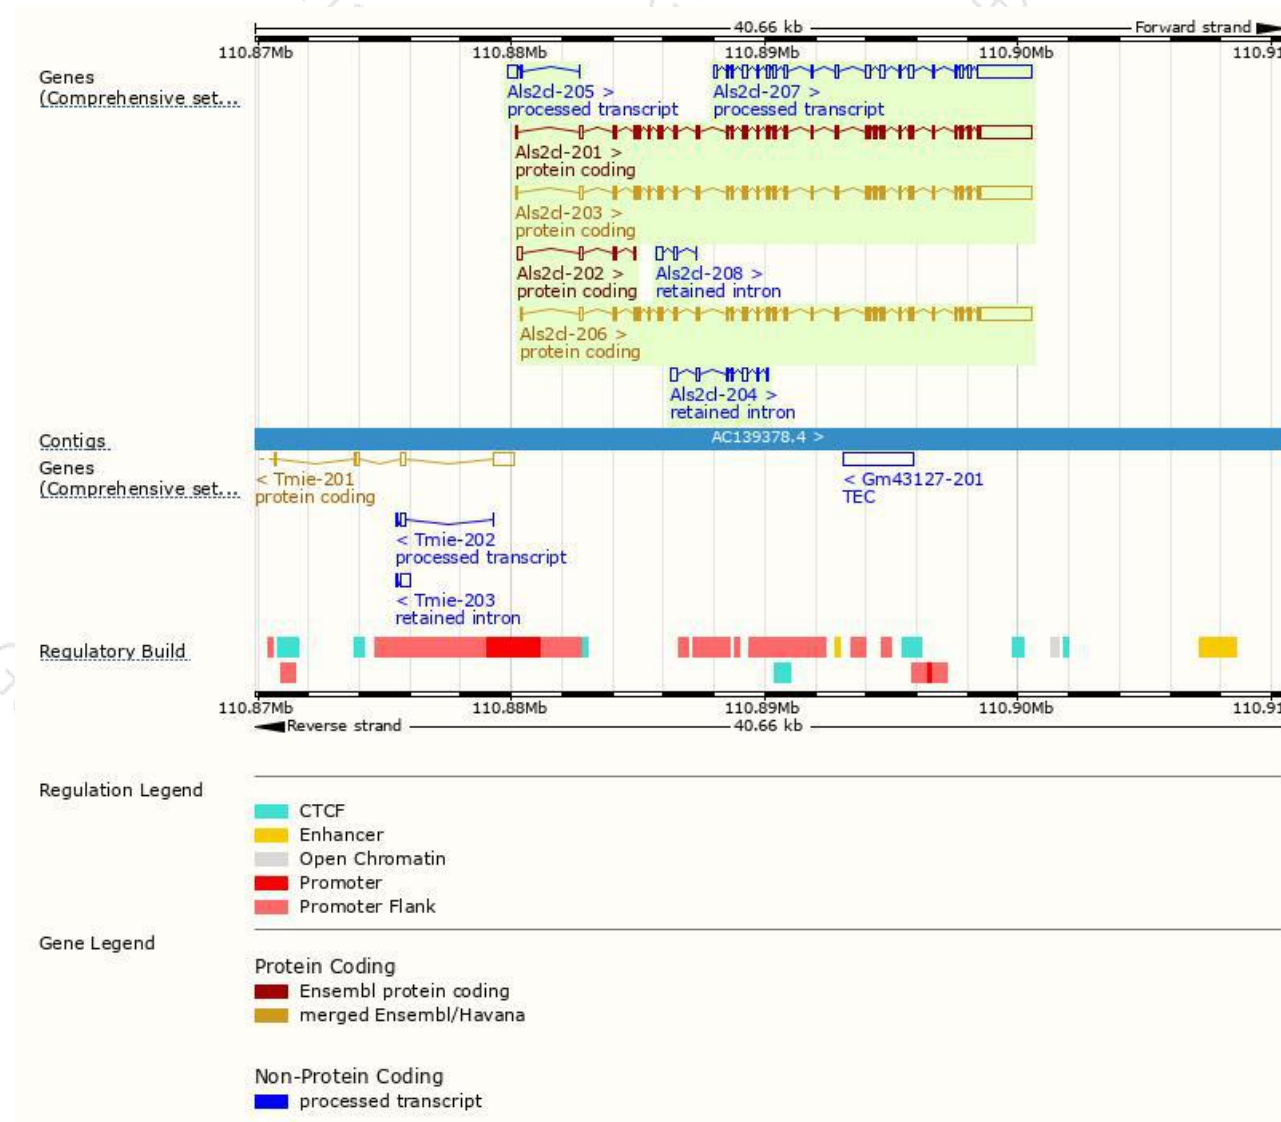 40.66 kb
Forward strand
110.87Mb 110.88Mb 110.89Mb 110.90Mb 110.91
Genes
(Comprehensive set...
Als2cl-205 > Als2cl-207 >
processed transcript processed transcript
Als2cl-201 >
protein coding
Als2cl-203 >
protein coding
Als2cl-202 > Als2cl-208 >
protein coding retained intron
Als2cl-206 >
protein coding
Als2cl-204 >
retained intron
Contigs AC139378.4 >
Genes
(Comprehensive set...
< Tmie-201 < Gm43127-201
protein coding TEC
< Tmie-202
processed transcript
< Tmie-203
retained intron
Regulatory Build
110.87Mb 110.88Mb 110.89Mb 110.90Mb 110.91
Reverse strand 40.66 kb
Regulation Legend
CTCF
Enhancer
Open Chromatin
Promoter
Promoter Flank
Gene Legend
Protein Coding
Ensembl protein coding
merged Ensembl/Havana
Non-Protein Coding
processed transcript